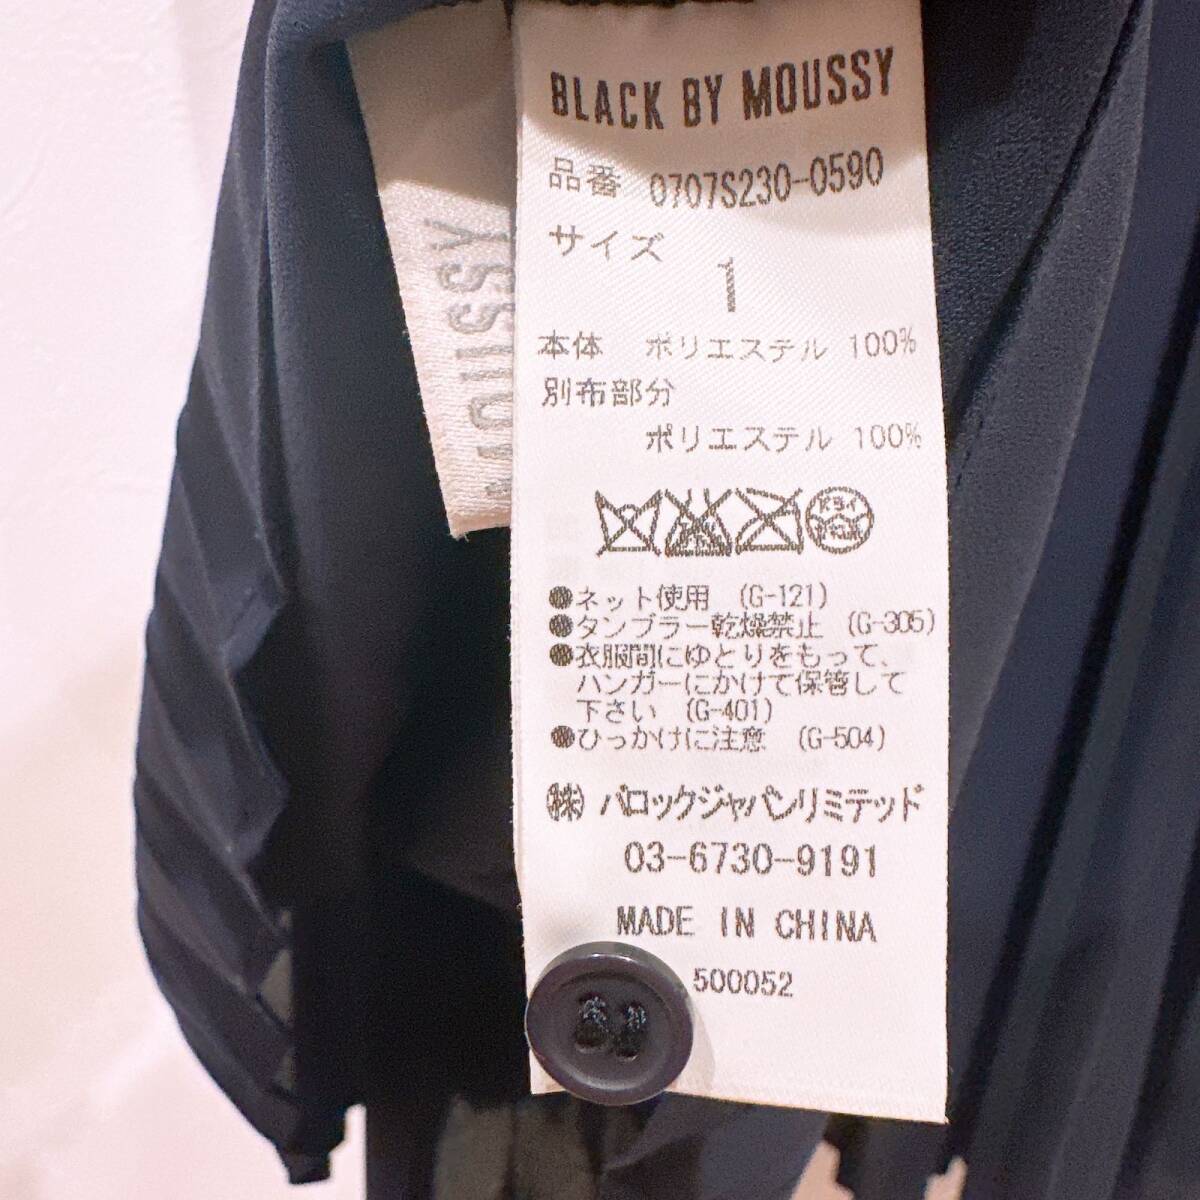 BLACK BY MOUSSY
品番 0707S230-0590
サイズ
1
本体 ポリエステル 100%
別布部分
ポリエステル 100%
ドライ
●ネット使用 (G-121)
●タンブラー乾燥禁止 (G-305)
●衣服間にゆとりをもって、
ハンガーにかけて保管して
下さい (G-401)
●ひっかけに注意 (G-504)
㈱ バロックジャパンリミテッド
03-6730-9191
MADE IN CHINA
500052
MOUSSY